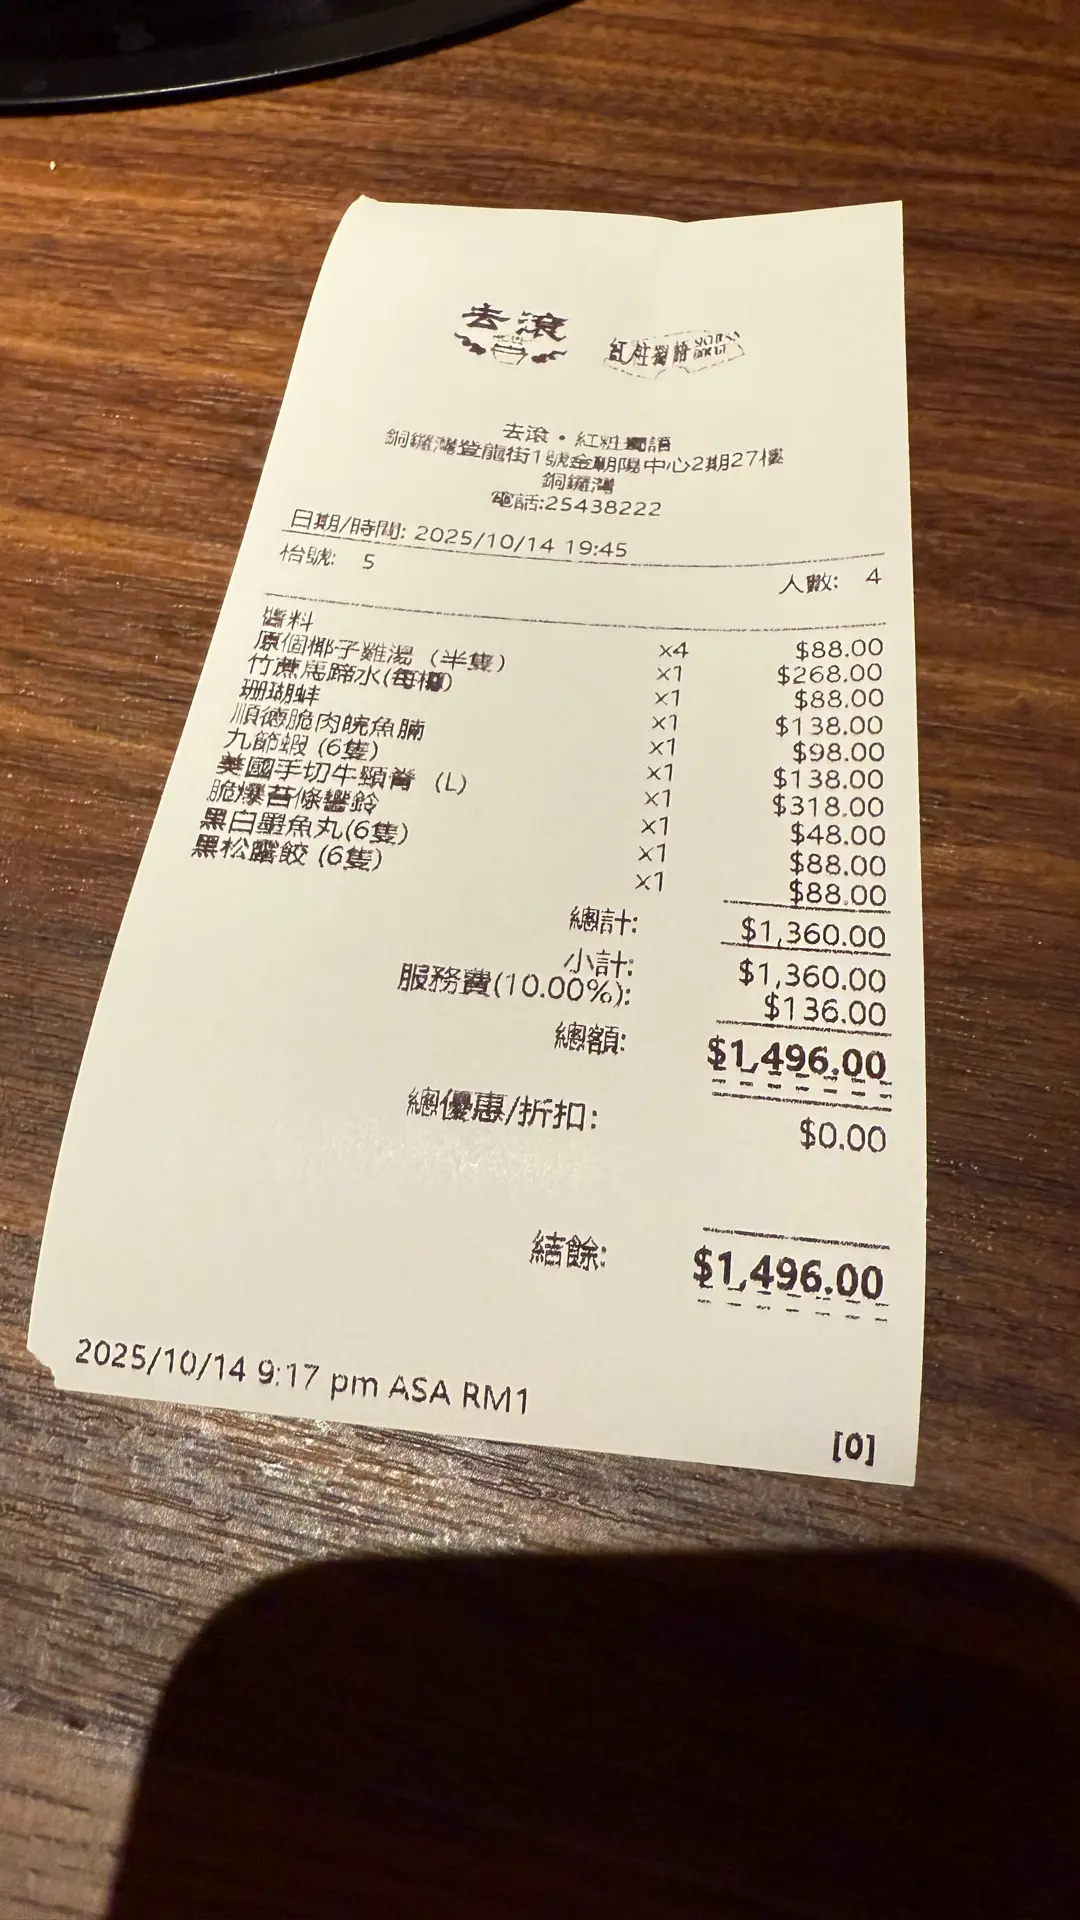 去滾
紅粧獨語
去滾・紅粧獨語
銅鑼灣登龍街1號金朝陽中心2期27樓
銅鑼灣
電話:25438222
日期/時間: 2025/10/14 19:45
枱號: 5 人數: 4
醬料 x4 $88.00
原個椰子雞湯 (半隻) x1 $268.00
竹蔗馬蹄水(每櫃) x1 $88.00
珊瑚蚌 x1 $138.00
順德脆肉皖魚腩 x1 $98.00
九節蝦 (6隻) x1 $138.00
美國手切牛頸脊 (L) x1 $318.00
脆爆苔條響鈴 x1 $48.00
黑白墨魚丸(6隻) x1 $88.00
黑松露餃 (6隻) x1 $88.00
總計: $1,360.00
小計: $1,360.00
服務費(10.00%): $136.00
總額: $1,496.00
總優惠/折扣: $0.00
結餘: $1,496.00
2025/10/14 9:17 pm ASA RM1
[0]